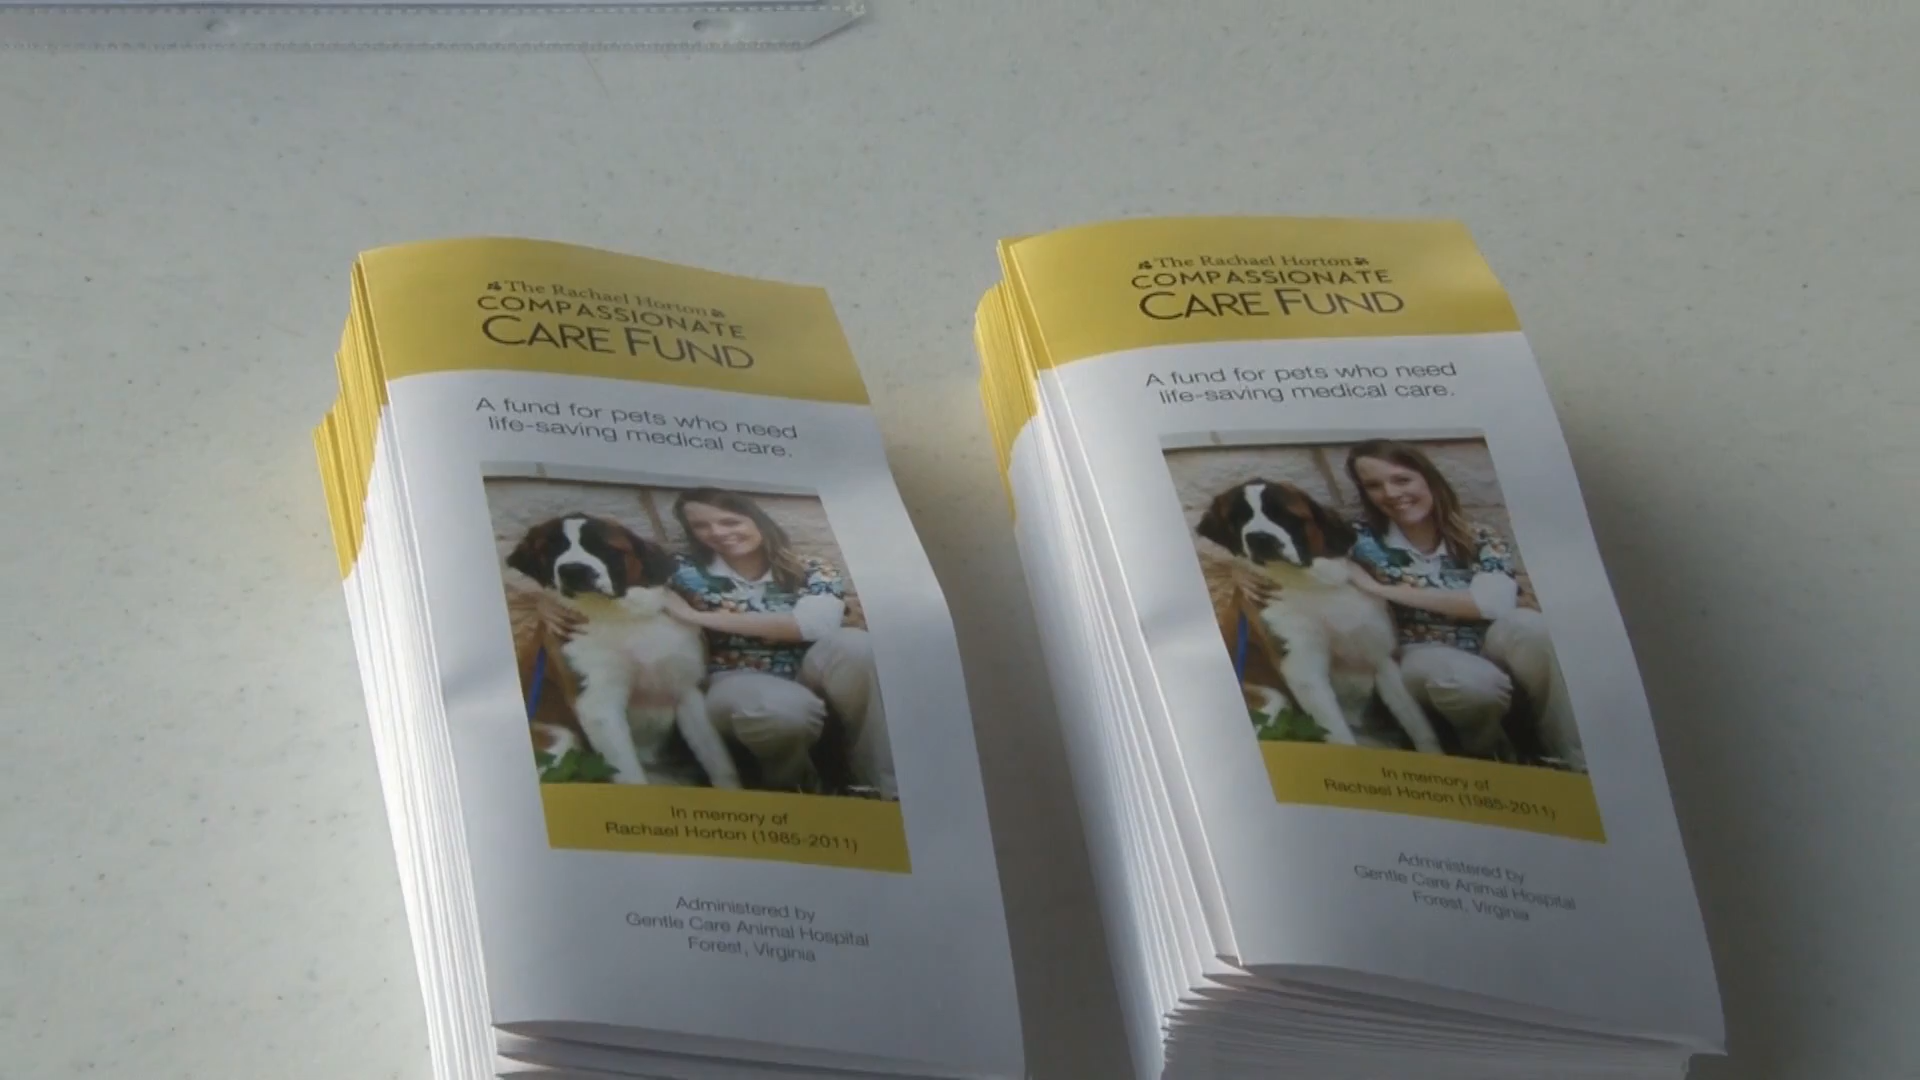 The Rachael Horton
COMPASSIONATE
CARE FUND
A fund for pets who need
life-saving medical care.
In memory of
Rachael Horton (1985-2011)
Administered by
Gentle Care Animal Hospital
Forest, Virginia
The Rachael Horton
COMPASSIONATE
CARE FUND
A fund for pets who need
life-saving medical care.
In memory of
Rachael Horton (1985-2011)
Administered by
Gentle Care Animal Hospital
Forest, Virginia